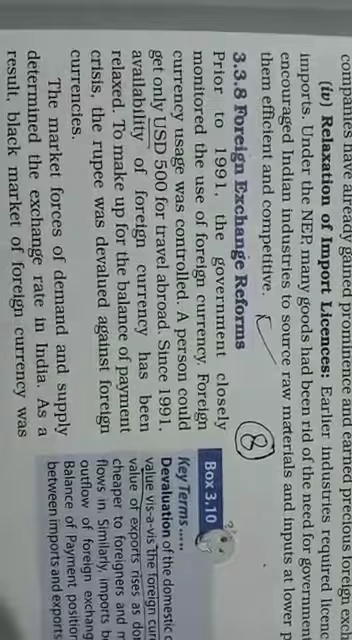 companies have already gained prominence and earned precious foreign
(iv) Relaxation of Import Licences: Earlier industries required
imports. Under the NEP, many goods had been rid of the need for government
encouraged Indian industries to source raw materials and inputs at lower
them efficient and competitive.
8
3.3.8 Foreign Exchange Reforms
Prior to 1991, the government closely
monitored the use of foreign currency. Foreign
currency usage was controlled. A person could
get only USD 500 for travel abroad. Since 1991,
availability of foreign currency has been
relaxed. To make up for the balance of payment
crisis, the rupee was devalued against foreign
currencies.
The market forces of demand and supply
determined the exchange rate in India. As a
result, black market of foreign currency was
Box 3.10
Key Terms .....
Devaluation of the domestic
value vis-a-vis the foreign
value of exports rises as
cheaper to foreigners and
flows in. Similarly, imports
outflow of foreign
Balance of Payment
between imports and exports